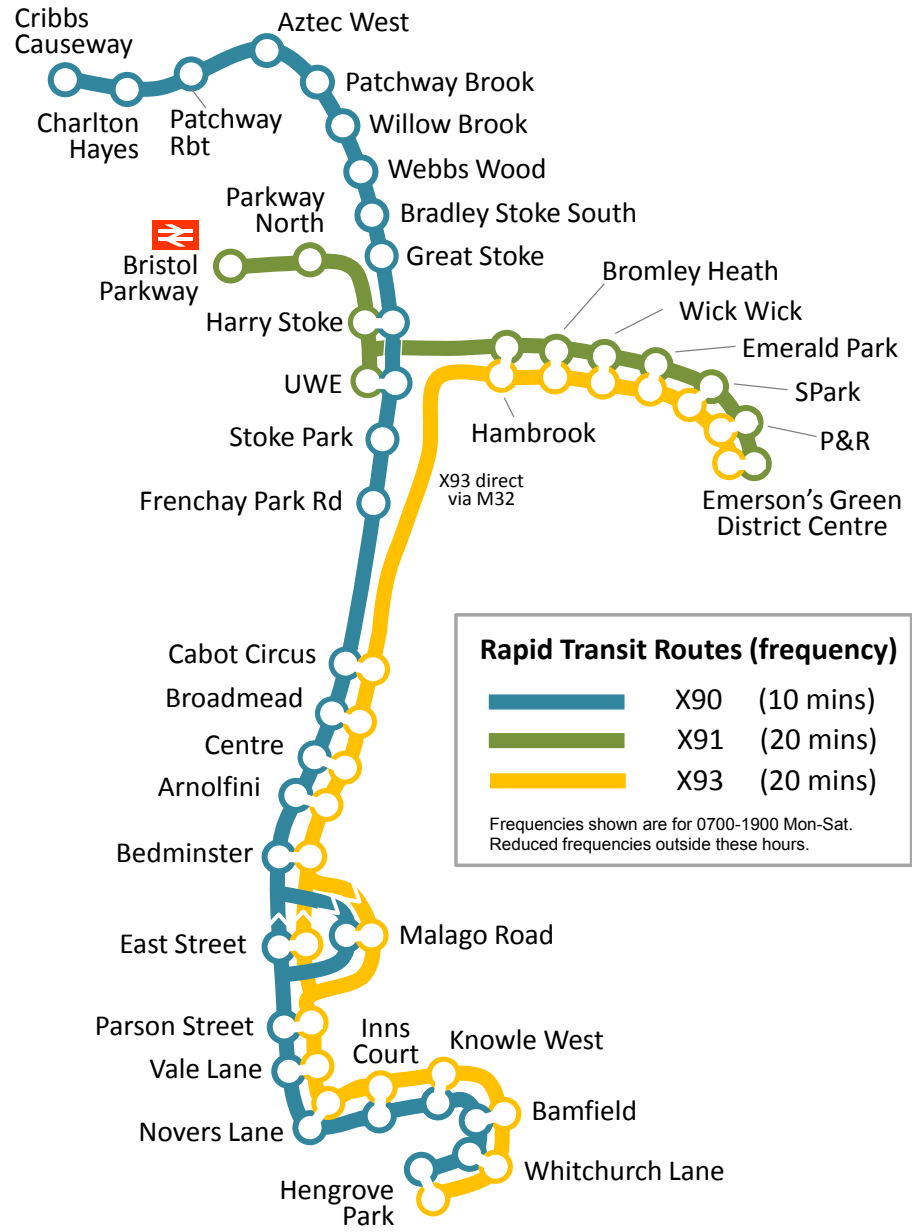 Cribbs
Causeway
Aztec West
Charlton
Hayes
Patchway
Rbt
Patchway Brook
Willow Brook
Webbs Wood
Parkway
North
Bradley Stoke South
Bristol
Parkway
Great Stoke
Bromley Heath
Harry Stoke
Wick Wick
Emerald Park
UWE
SPark
Stoke Park
Hambrook
P&R
X93 direct
via M32
Frenchay Park Rd
Emerson's Green
District Centre
Rapid Transit Routes (frequency)
X90 (10 mins)
X91 (20 mins)
X93 (20 mins)
Frequencies shown are for 0700-1900 Mon-Sat.
Reduced frequencies outside these hours.
Cabot Circus
Broadmead
Centre
Arnolfini
Bedminster
East Street
Malago Road
Parson Street
Inns
Court
Knowle West
Vale Lane
Novers Lane
Bamfield
Whitchurch Lane
Hengrove
Park